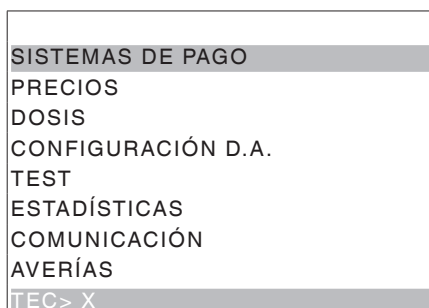 SISTEMAS DE PAGO
PRECIOS
DOSIS
CONFIGURACIÓN D.A.
TEST
ESTADÍSTICAS
COMUNICACIÓN
AVERÍAS
TEC> X